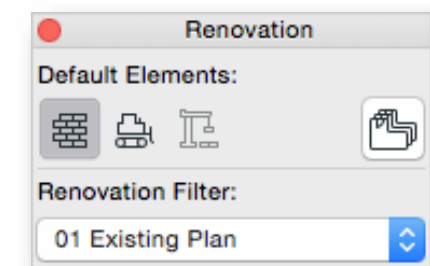 Renovation
Default Elements:
Renovation Filter:
01 Existing Plan